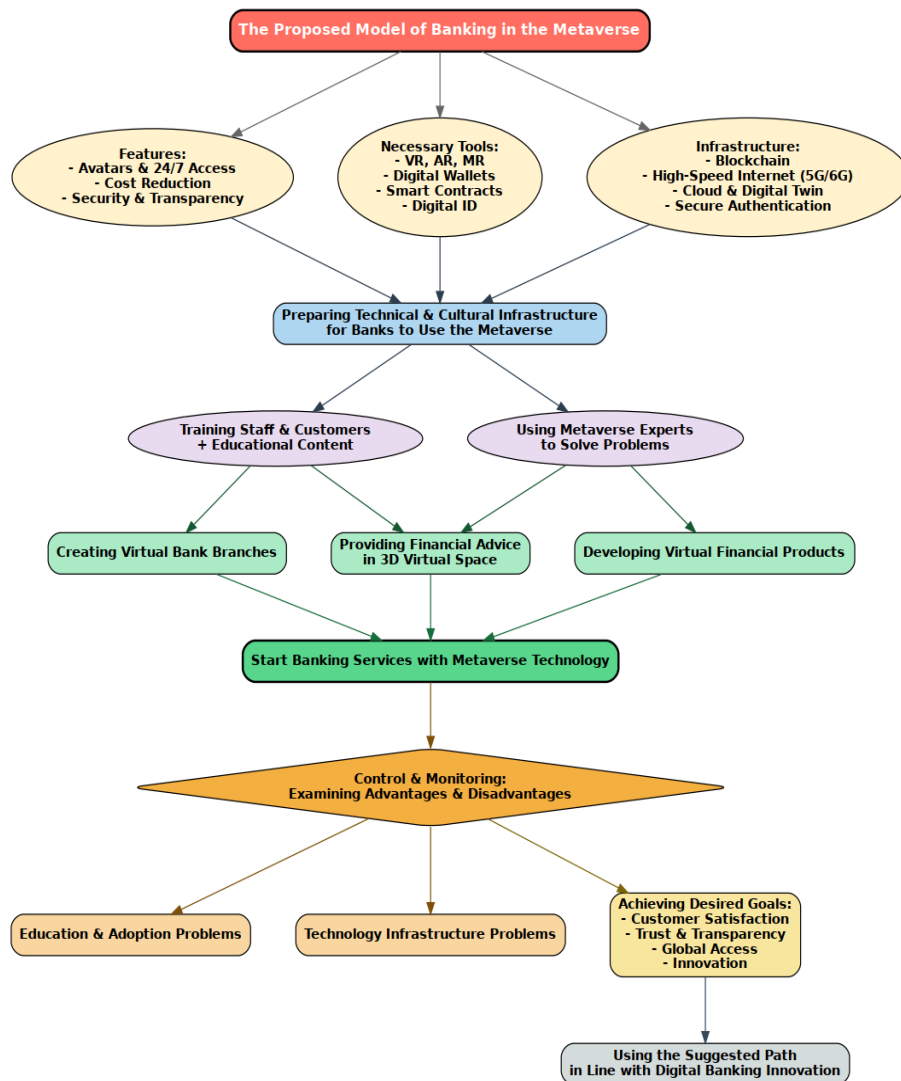 The Proposed Model of Banking in the Metaverse
Features:
- Avatars & 24/7 Access
- Cost Reduction
- Security & Transparency
Necessary Tools:
- VR, AR, MR
- Digital Wallets
- Smart Contracts
- Digital ID
Infrastructure:
- Blockchain
- High-Speed Internet (5G/6G)
- Cloud & Digital Twin
- Secure Authentication
Preparing Technical & Cultural Infrastructure
for Banks to Use the Metaverse
Training Staff & Customers
+ Educational Content
Using Metaverse Experts
to Solve Problems
Creating Virtual Bank Branches
Providing Financial Advice
in 3D Virtual Space
Developing Virtual Financial Products
Start Banking Services with Metaverse Technology
Control & Monitoring:
Examining Advantages & Disadvantages
Education & Adoption Problems
Technology Infrastructure Problems
Achieving Desired Goals:
- Customer Satisfaction
- Trust & Transparency
- Global Access
- Innovation
Using the Suggested Path
in Line with Digital Banking Innovation